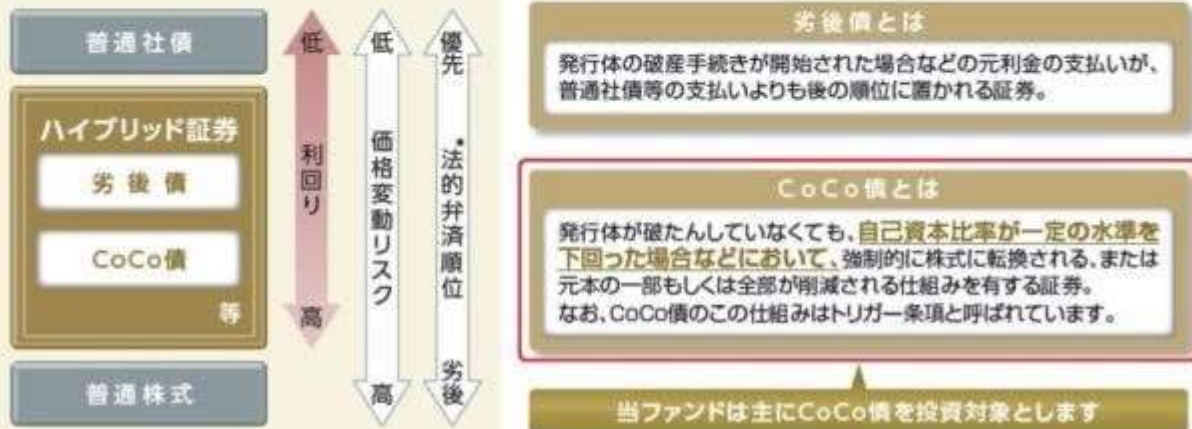 普通社債
ハイブリッド証券
劣後債
CoCo債
等
普通株式
低
利回り
高
低
価格変動リスク
高
優先
*法的弁済順位
劣後
劣後債とは
発行体の破産手続きが開始された場合などの元利金の支払いが、
普通社債等の支払いよりも後の順位に置かれる証券。
CoCo債とは
発行体が破たんしていなくても、自己資本比率が一定の水準を
下回った場合などにおいて、強制的に株式に転換される、または
元本の一部もしくは全部が削減される仕組みを有する証券。
なお、CoCo債のこの仕組みはトリガー条項と呼ばれています。
当ファンドは主にCoCo債を投資対象とします